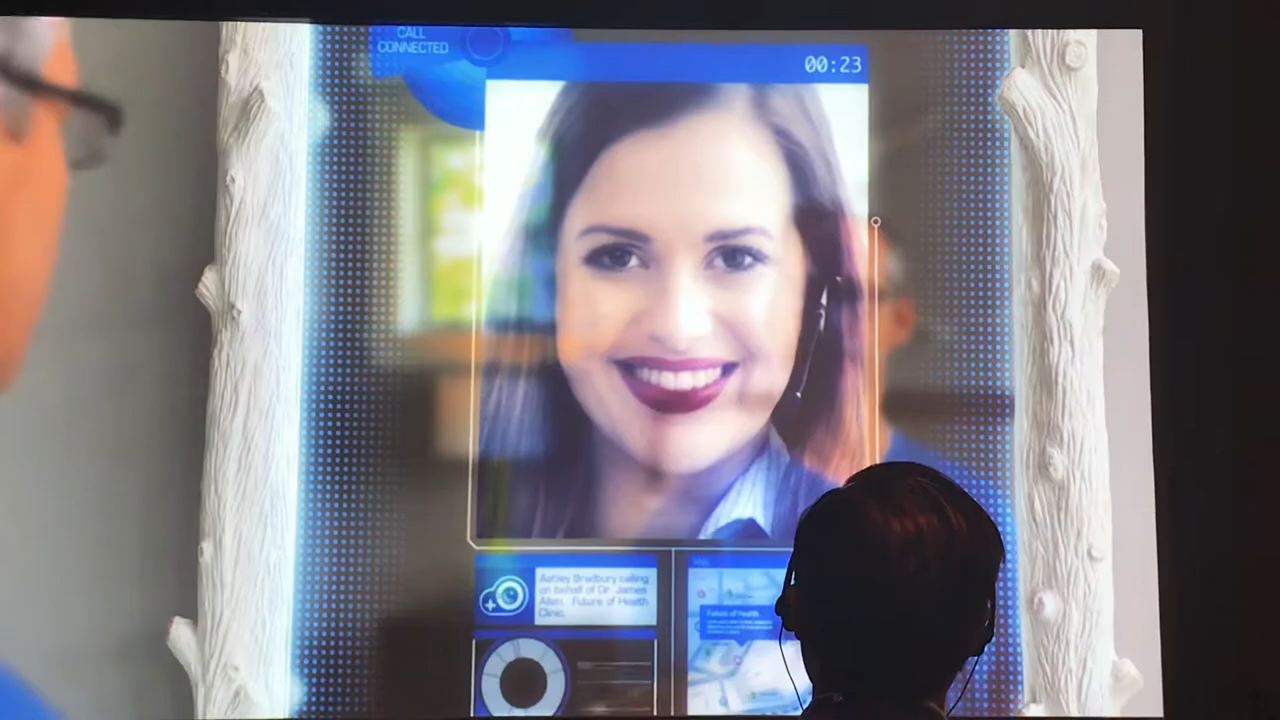 CALL
CONNECTED
00:23
Ashley Bradbury calling
on behalf of Dr. James
Allen, Future of Health
Clinic.
Future of Health